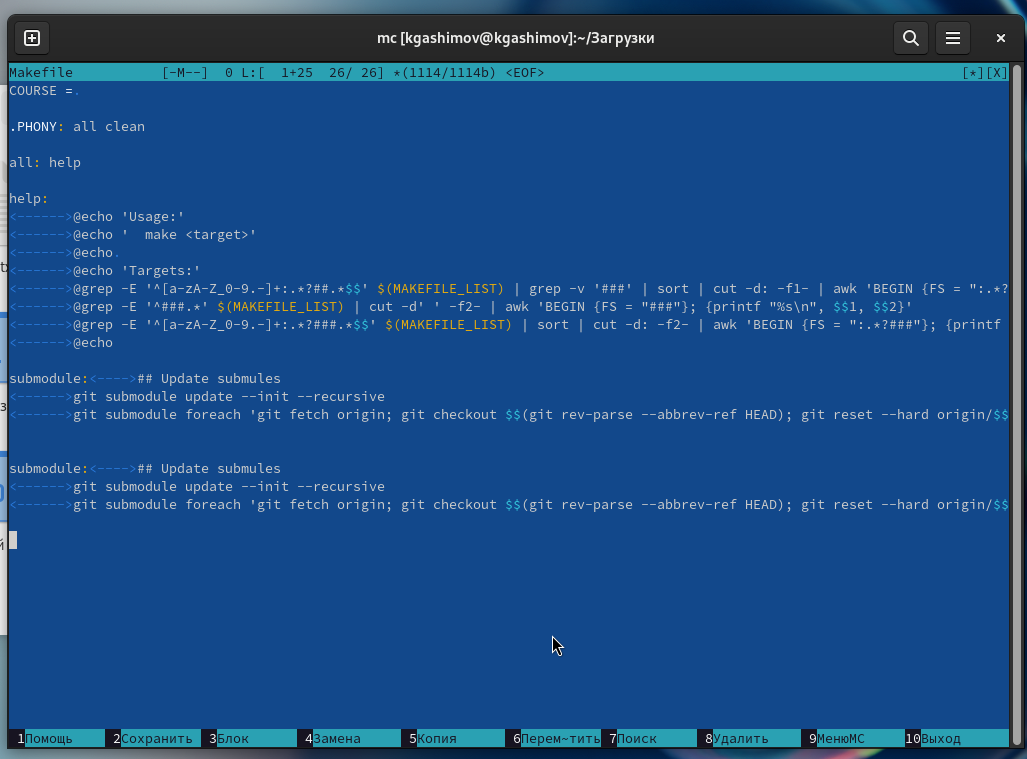 mc [kgashimov@kgashimov]:~/Загрузки
Makefile [-M--] 0 L:[ 1+25 26/ 26] *(1114/1114b) <EOF> [*][X]
COURSE =.
.PHONY: all clean
all: help
help:
<------>@echo 'Usage:'
<------>@echo ' make <target>'
<------>@echo.
<------>@echo 'Targets:'
<------>@grep -E '^[a-zA-Z_0-9.-]+:.*?##.*$$' $(MAKEFILE_LIST) | grep -v '###' | sort | cut -d: -f1- | awk 'BEGIN {FS = ":.*?
<------>@grep -E '^###.*' $(MAKEFILE_LIST) | cut -d' ' -f2- | awk 'BEGIN {FS = "###"}; {printf "%s\n", $$1, $$2}'
<------>@grep -E '^[a-zA-Z_0-9.-]+:.*?###.*$$' $(MAKEFILE_LIST) | sort | cut -d: -f2- | awk 'BEGIN {FS = ":.*?###"}; {printf
<------>@echo
submodule:<---->## Update submules
<------>git submodule update --init --recursive
<------>git submodule foreach 'git fetch origin; git checkout $$(git rev-parse --abbrev-ref HEAD); git reset --hard origin/$$
submodule:<---->## Update submules
<------>git submodule update --init --recursive
<------>git submodule foreach 'git fetch origin; git checkout $$(git rev-parse --abbrev-ref HEAD); git reset --hard origin/$$
1Помощь 2Сохранить 3Блок 4Замена 5Копия 6Перем~тить 7Поиск 8Удалить 9МенюMC 10Выход